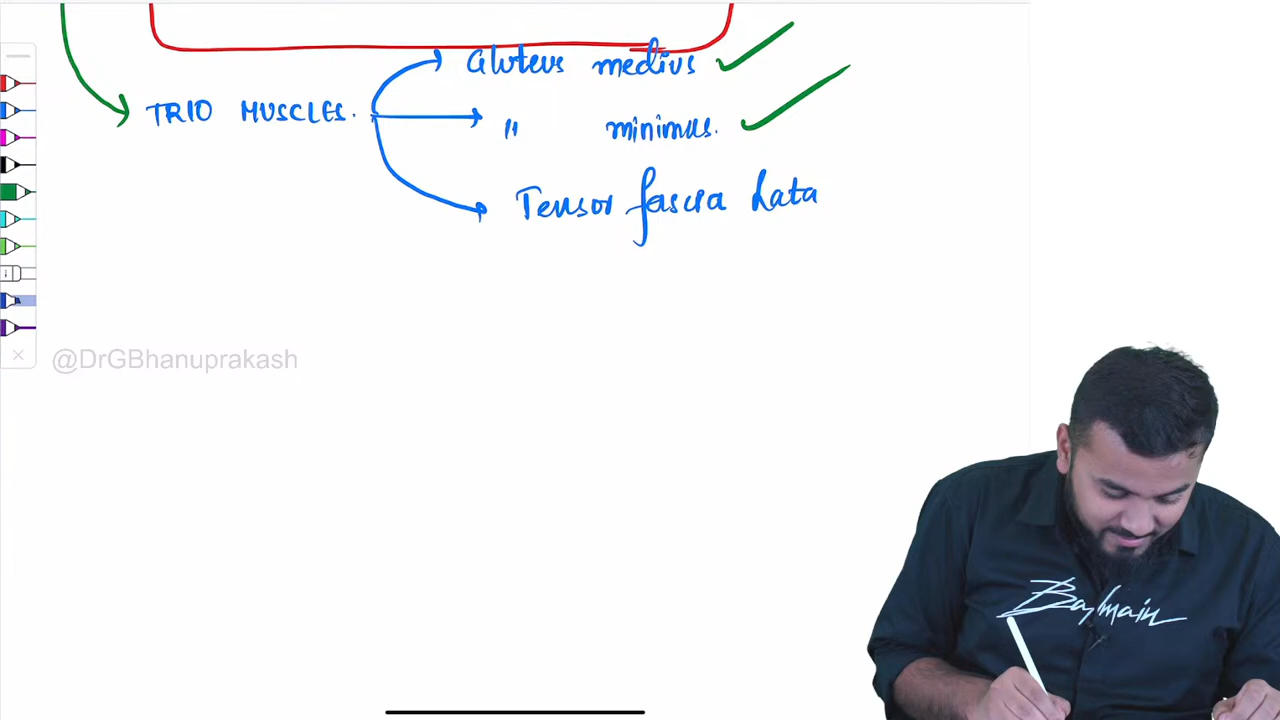 Gluteus medius
TRIO MUSCLES.
" minimus.
Tensor fascia Lata
@DrGBhanuprakash
Balmain